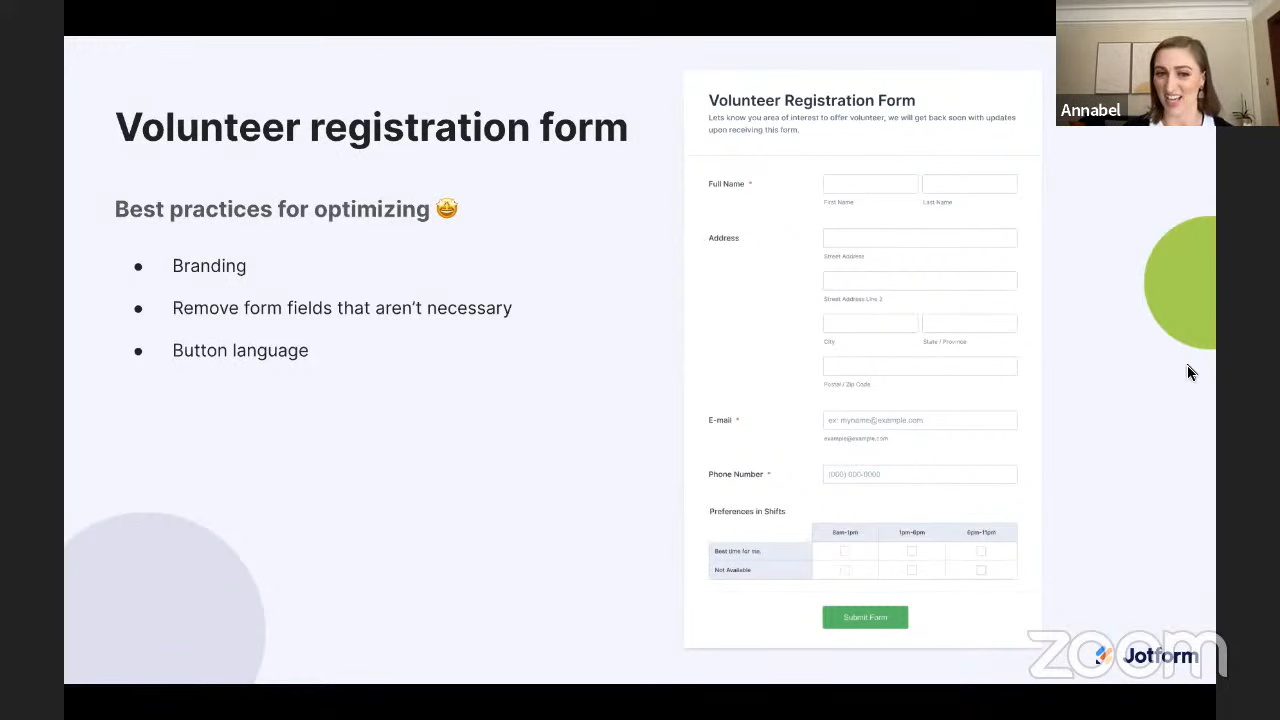 Volunteer registration form
Best practices for optimizing 🤩
● Branding
● Remove form fields that aren't necessary
● Button language
Volunteer Registration Form
Lets know you area of interest to offer volunteer, we will get back soon with updates
upon receiving this form.
Full Name *
First Name Last Name
Address
Street Address
Street Address Line 2
City State / Province
Postal / Zip Code
E-mail *
ex: myname@example.com
example@example.com
Phone Number *
(000) 000-0000
Preferences in Shifts
8am-1pm 1pm-6pm 6pm-11pm
Best time for me.
Not Available
Submit Form
Annabel
zoom
Jotform